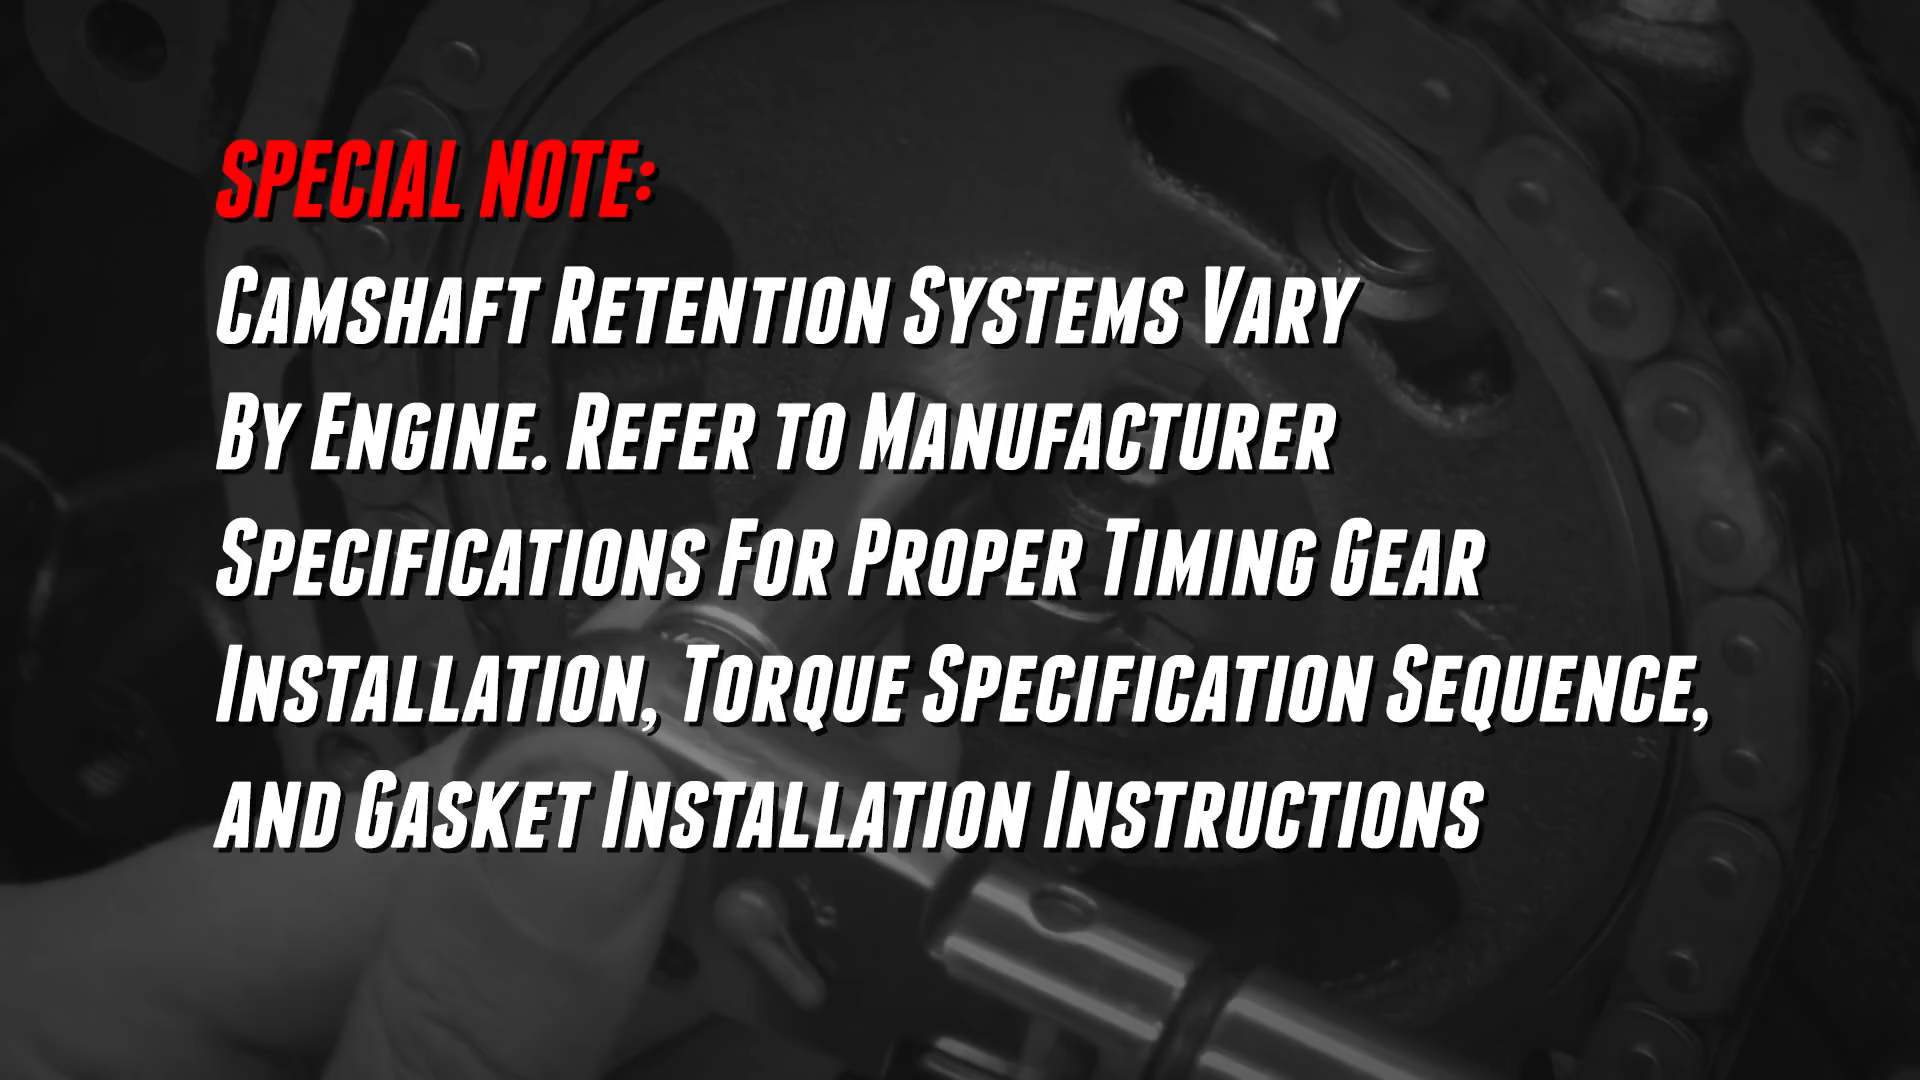 SPECIAL NOTE:
CAMSHAFT RETENTION SYSTEMS VARY
BY ENGINE. REFER TO MANUFACTURER
SPECIFICATIONS FOR PROPER TIMING GEAR
INSTALLATION, TORQUE SPECIFICATION SEQUENCE,
AND GASKET INSTALLATION INSTRUCTIONS